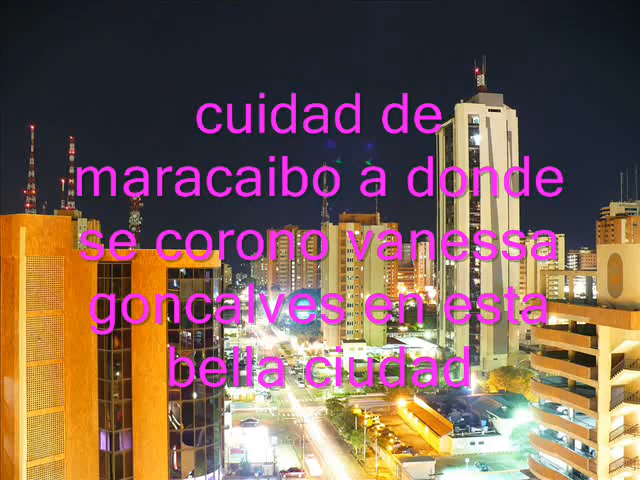 cuidad de
maracaibo a donde
se corono vanessa
goncalves en esta
bella ciudad